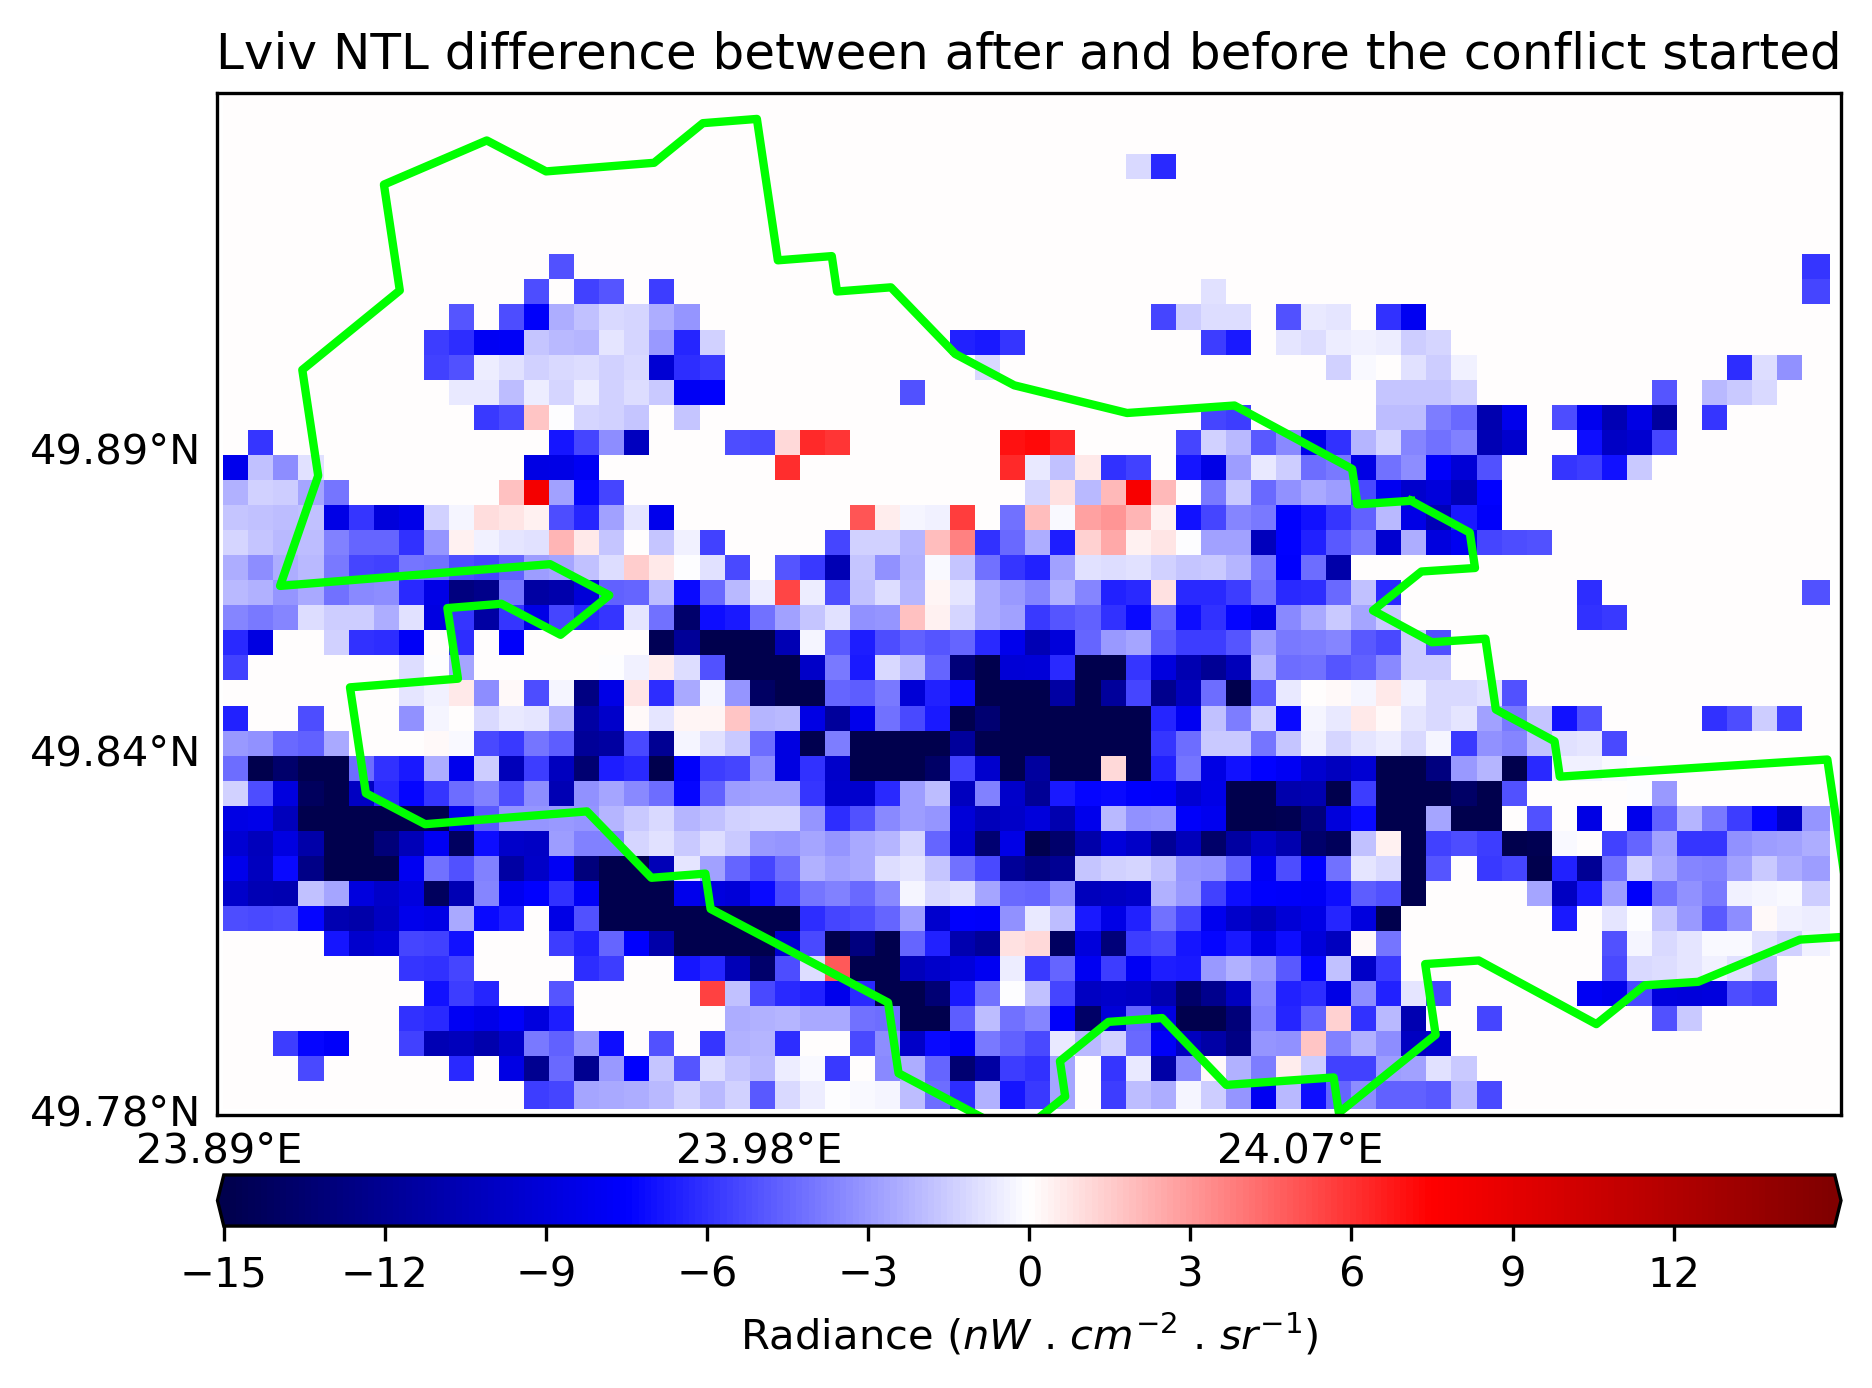 Lviv NTL difference between after and before the conflict started
49.89°N
49.84°N
49.78°N
23.89°E 23.98°E 24.07°E
−15 −12 −9 −6 −3 0 3 6 9 12
Radiance (nW . cm⁻² . sr⁻¹)